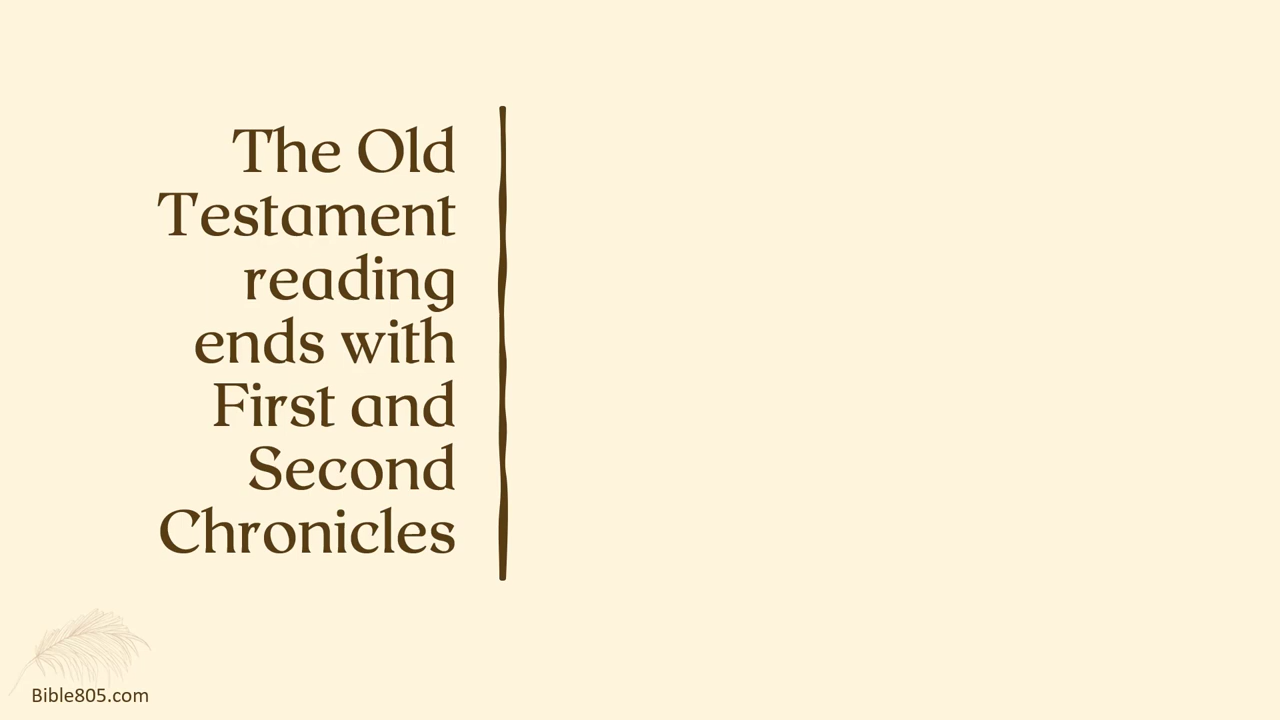 The Old
Testament
reading
ends with
First and
Second
Chronicles
Bible805.com